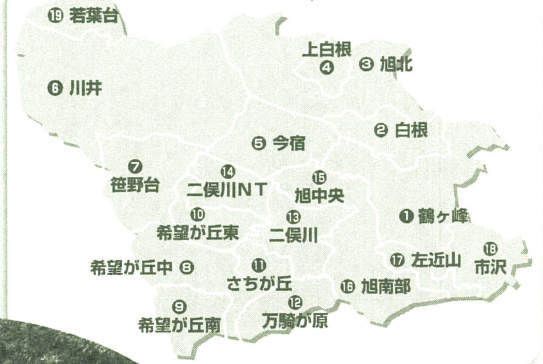 ⑲ 若葉台
上白根
④
③ 旭北
⑥ 川井
② 白根
⑤ 今宿
⑦
笹野台
⑭
二俣川NT
⑮
旭中央
⑩
希望が丘東
⑬
二俣川
① 鶴ヶ峰
希望が丘中 ⑧
⑪
さちが丘
⑰ 左近山
⑱
市沢
⑯ 旭南部
⑨
希望が丘南
⑫
万騎が原